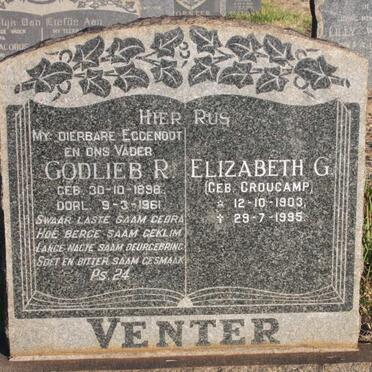 HIER RUS
MY DIERBARE EGGENOOT
EN ONS VADER
GODLIEB R.
GEB. 30-10-1898.
OORL. 9-3-1961.
SWAAR LASTE SAAM GEDRA
HOË BERGE SAAM GEKLIM
LANGE NAGTE SAAM DEURGEBRING
SOET EN BITTER SAAM GESMAAK
PS. 24.
ELIZABETH G.
(GEB. GROUCAMP)
☆ 12-10-1903,
✝ 29-7-1995.
VENTER